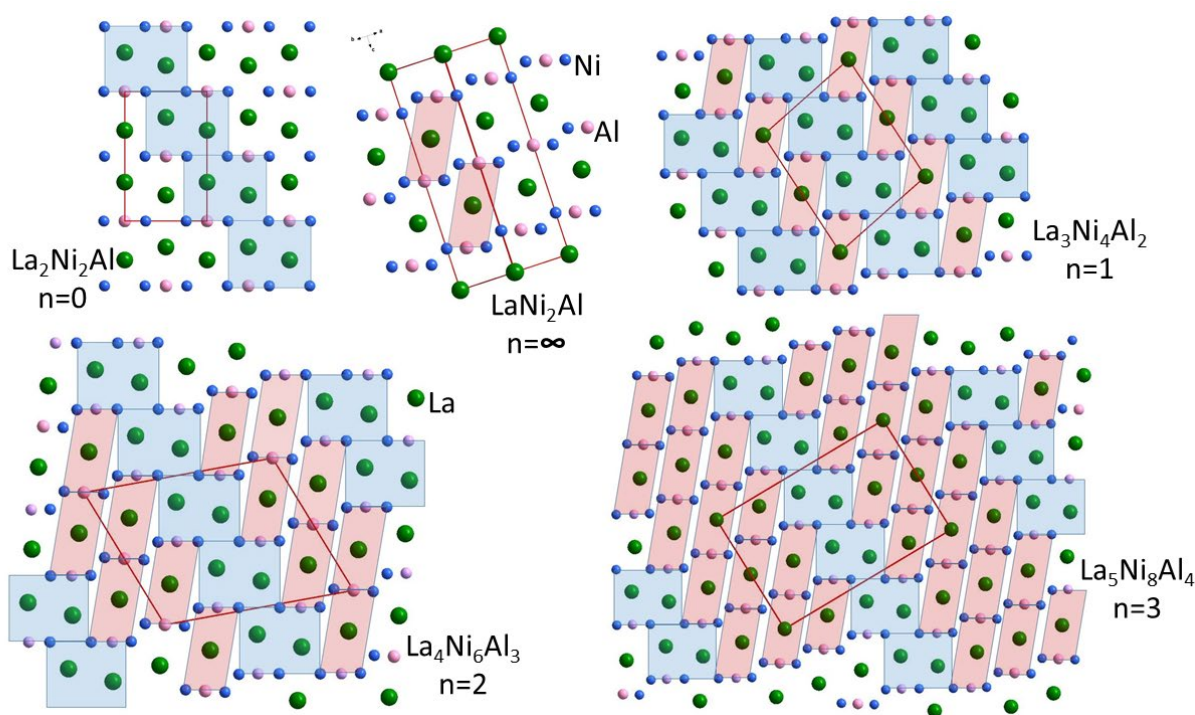 a
b
c
Ni
Al
La₂Ni₂Al
n=0
LaNi₂Al
n=∞
La₃Ni₄Al₂
n=1
La
La₄Ni₆Al₃
n=2
La₅Ni₈Al₄
n=3